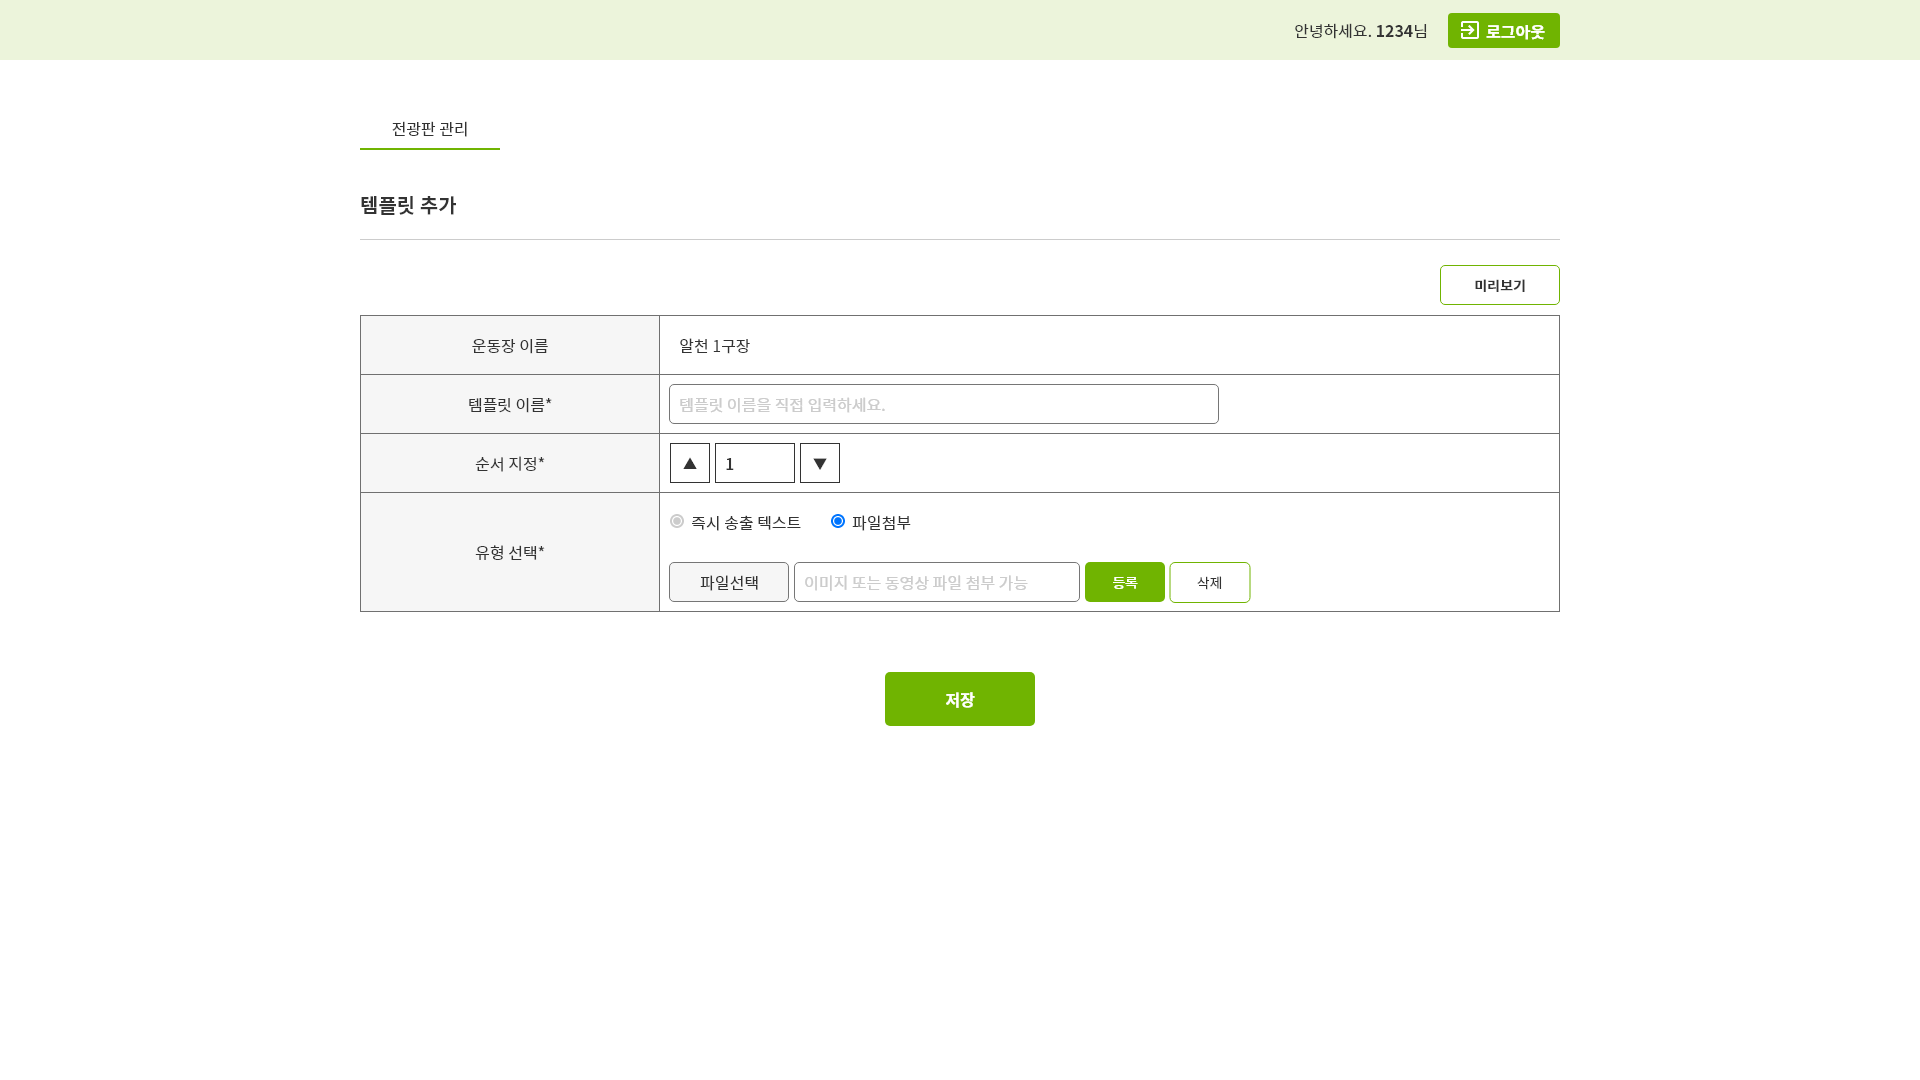 안녕하세요. 1234님
로그아웃
전광판 관리
템플릿 추가
미리보기
운동장 이름 알천 1구장
템플릿 이름* 템플릿 이름을 직접 입력하세요.
순서 지정* ▲ 1 ▼
유형 선택* 즉시 송출 텍스트 파일첨부
파일선택 이미지 또는 동영상 파일 첨부 가능 등록 삭제
저장